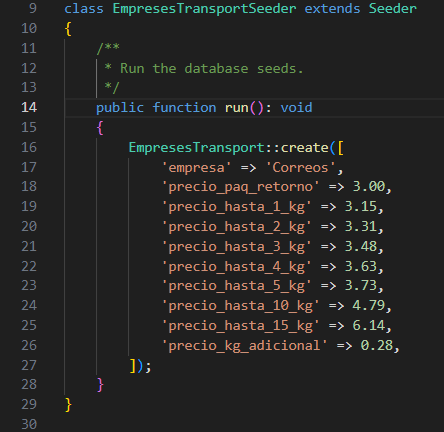 9 class EmpresesTransportSeeder extends Seeder
10 {
11     /**
12      * Run the database seeds.
13      */
14     public function run(): void
15     {
16         EmpresesTransport::create([
17             'empresa' => 'Correos',
18             'precio_paq_retorno' => 3.00,
19             'precio_hasta_1_kg' => 3.15,
20             'precio_hasta_2_kg' => 3.31,
21             'precio_hasta_3_kg' => 3.48,
22             'precio_hasta_4_kg' => 3.63,
23             'precio_hasta_5_kg' => 3.73,
24             'precio_hasta_10_kg' => 4.79,
25             'precio_hasta_15_kg' => 6.14,
26             'precio_kg_adicional' => 0.28,
27         ]);
28     }
29 }
30